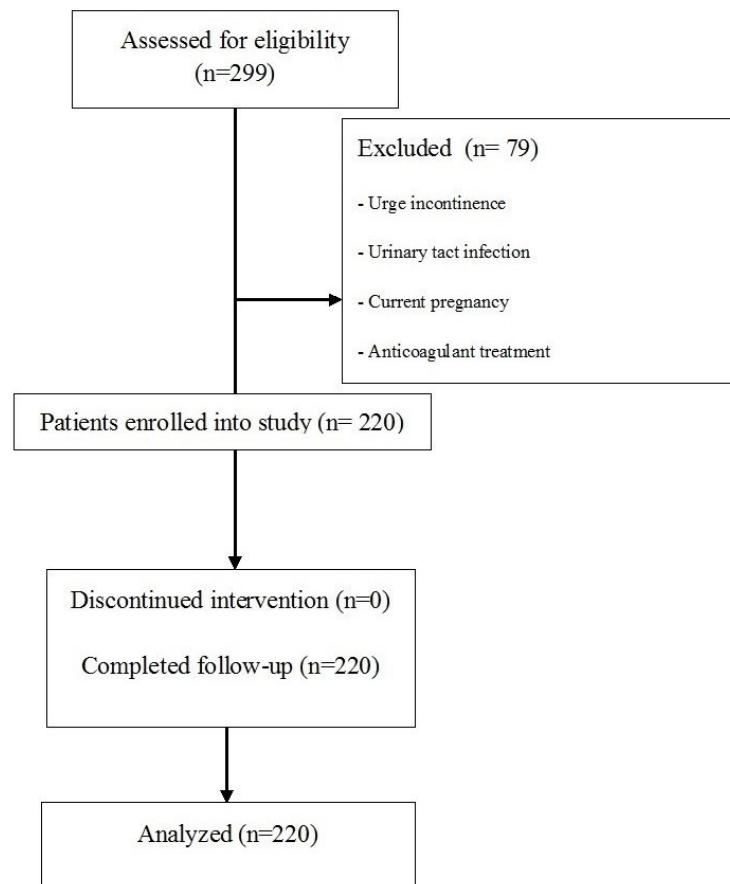 Assessed for eligibility
(n=299)
Excluded  (n= 79)
- Urge incontinence
- Urinary tact infection
- Current pregnancy
- Anticoagulant treatment
Patients enrolled into study (n= 220)
Discontinued intervention (n=0)
Completed follow-up (n=220)
Analyzed (n=220)